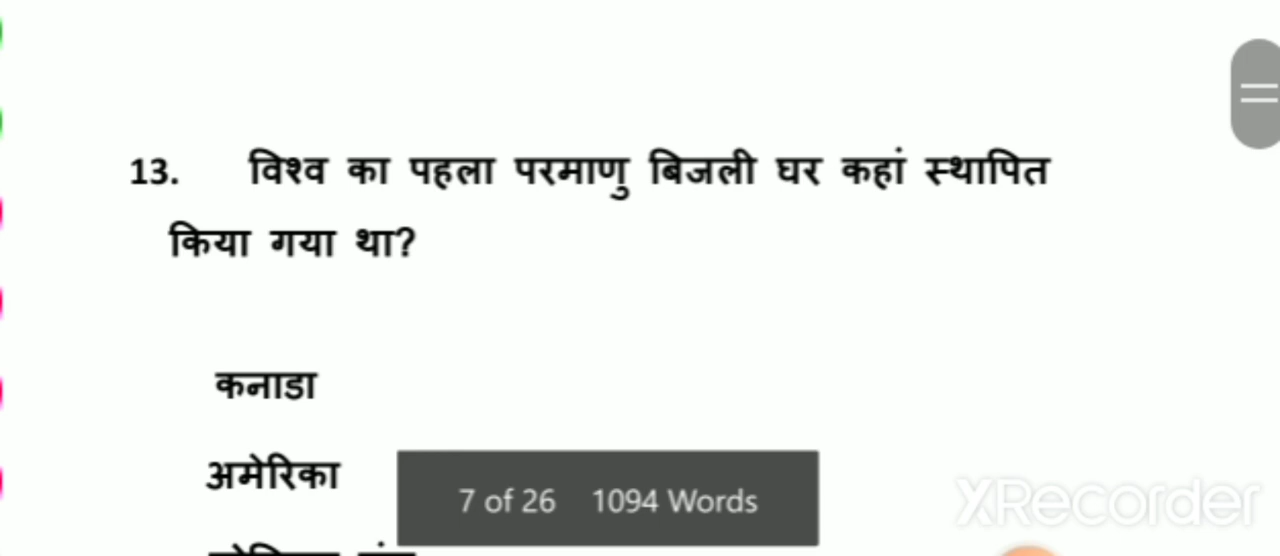 13. विश्व का पहला परमाणु बिजली घर कहां स्थापित
किया गया था?
कनाडा
अमेरिका
7 of 26 1094 Words
XRecorder